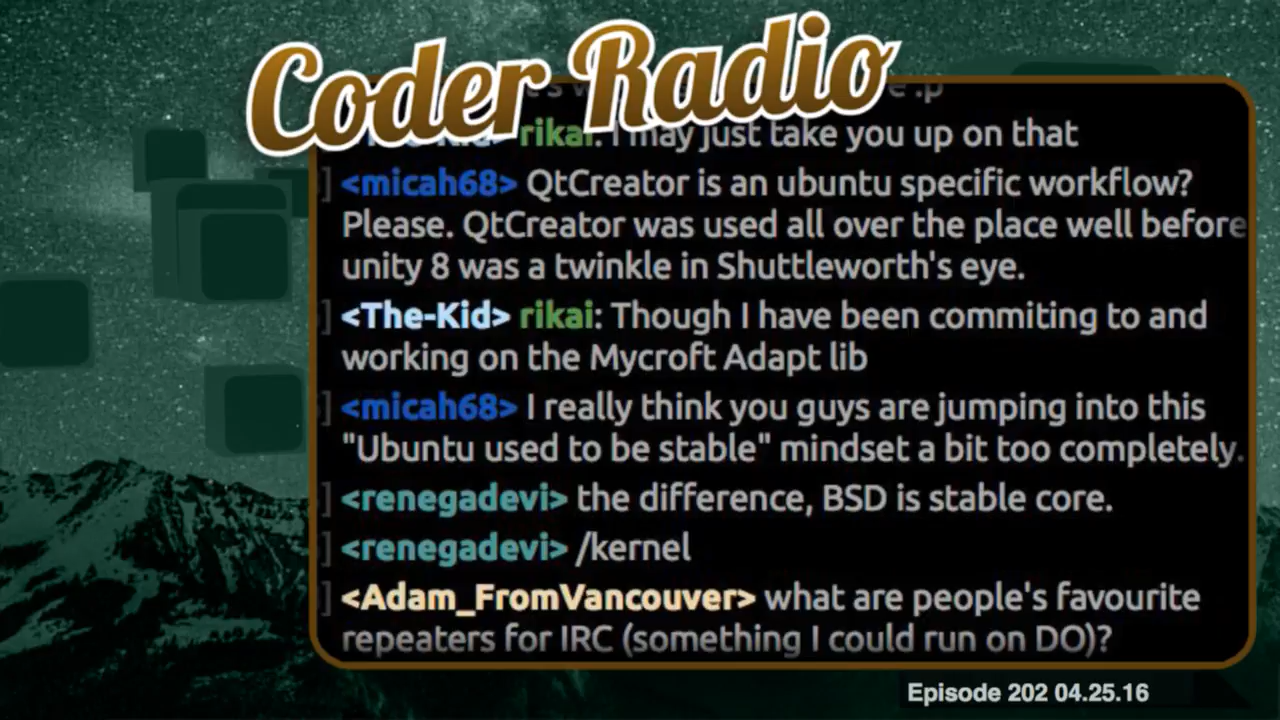 Coder Radio
rikai: I may just take you up on that
<micah68> QtCreator is an ubuntu specific workflow?
Please. QtCreator was used all over the place well before
unity 8 was a twinkle in Shuttleworth's eye.
<The-Kid> rikai: Though I have been commiting to and
working on the Mycroft Adapt lib
<micah68> I really think you guys are jumping into this
"Ubuntu used to be stable" mindset a bit too completely.
<renegadevi> the difference, BSD is stable core.
<renegadevi> /kernel
<Adam_FromVancouver> what are people's favourite
repeaters for IRC (something I could run on DO)?
Episode 202 04.25.16